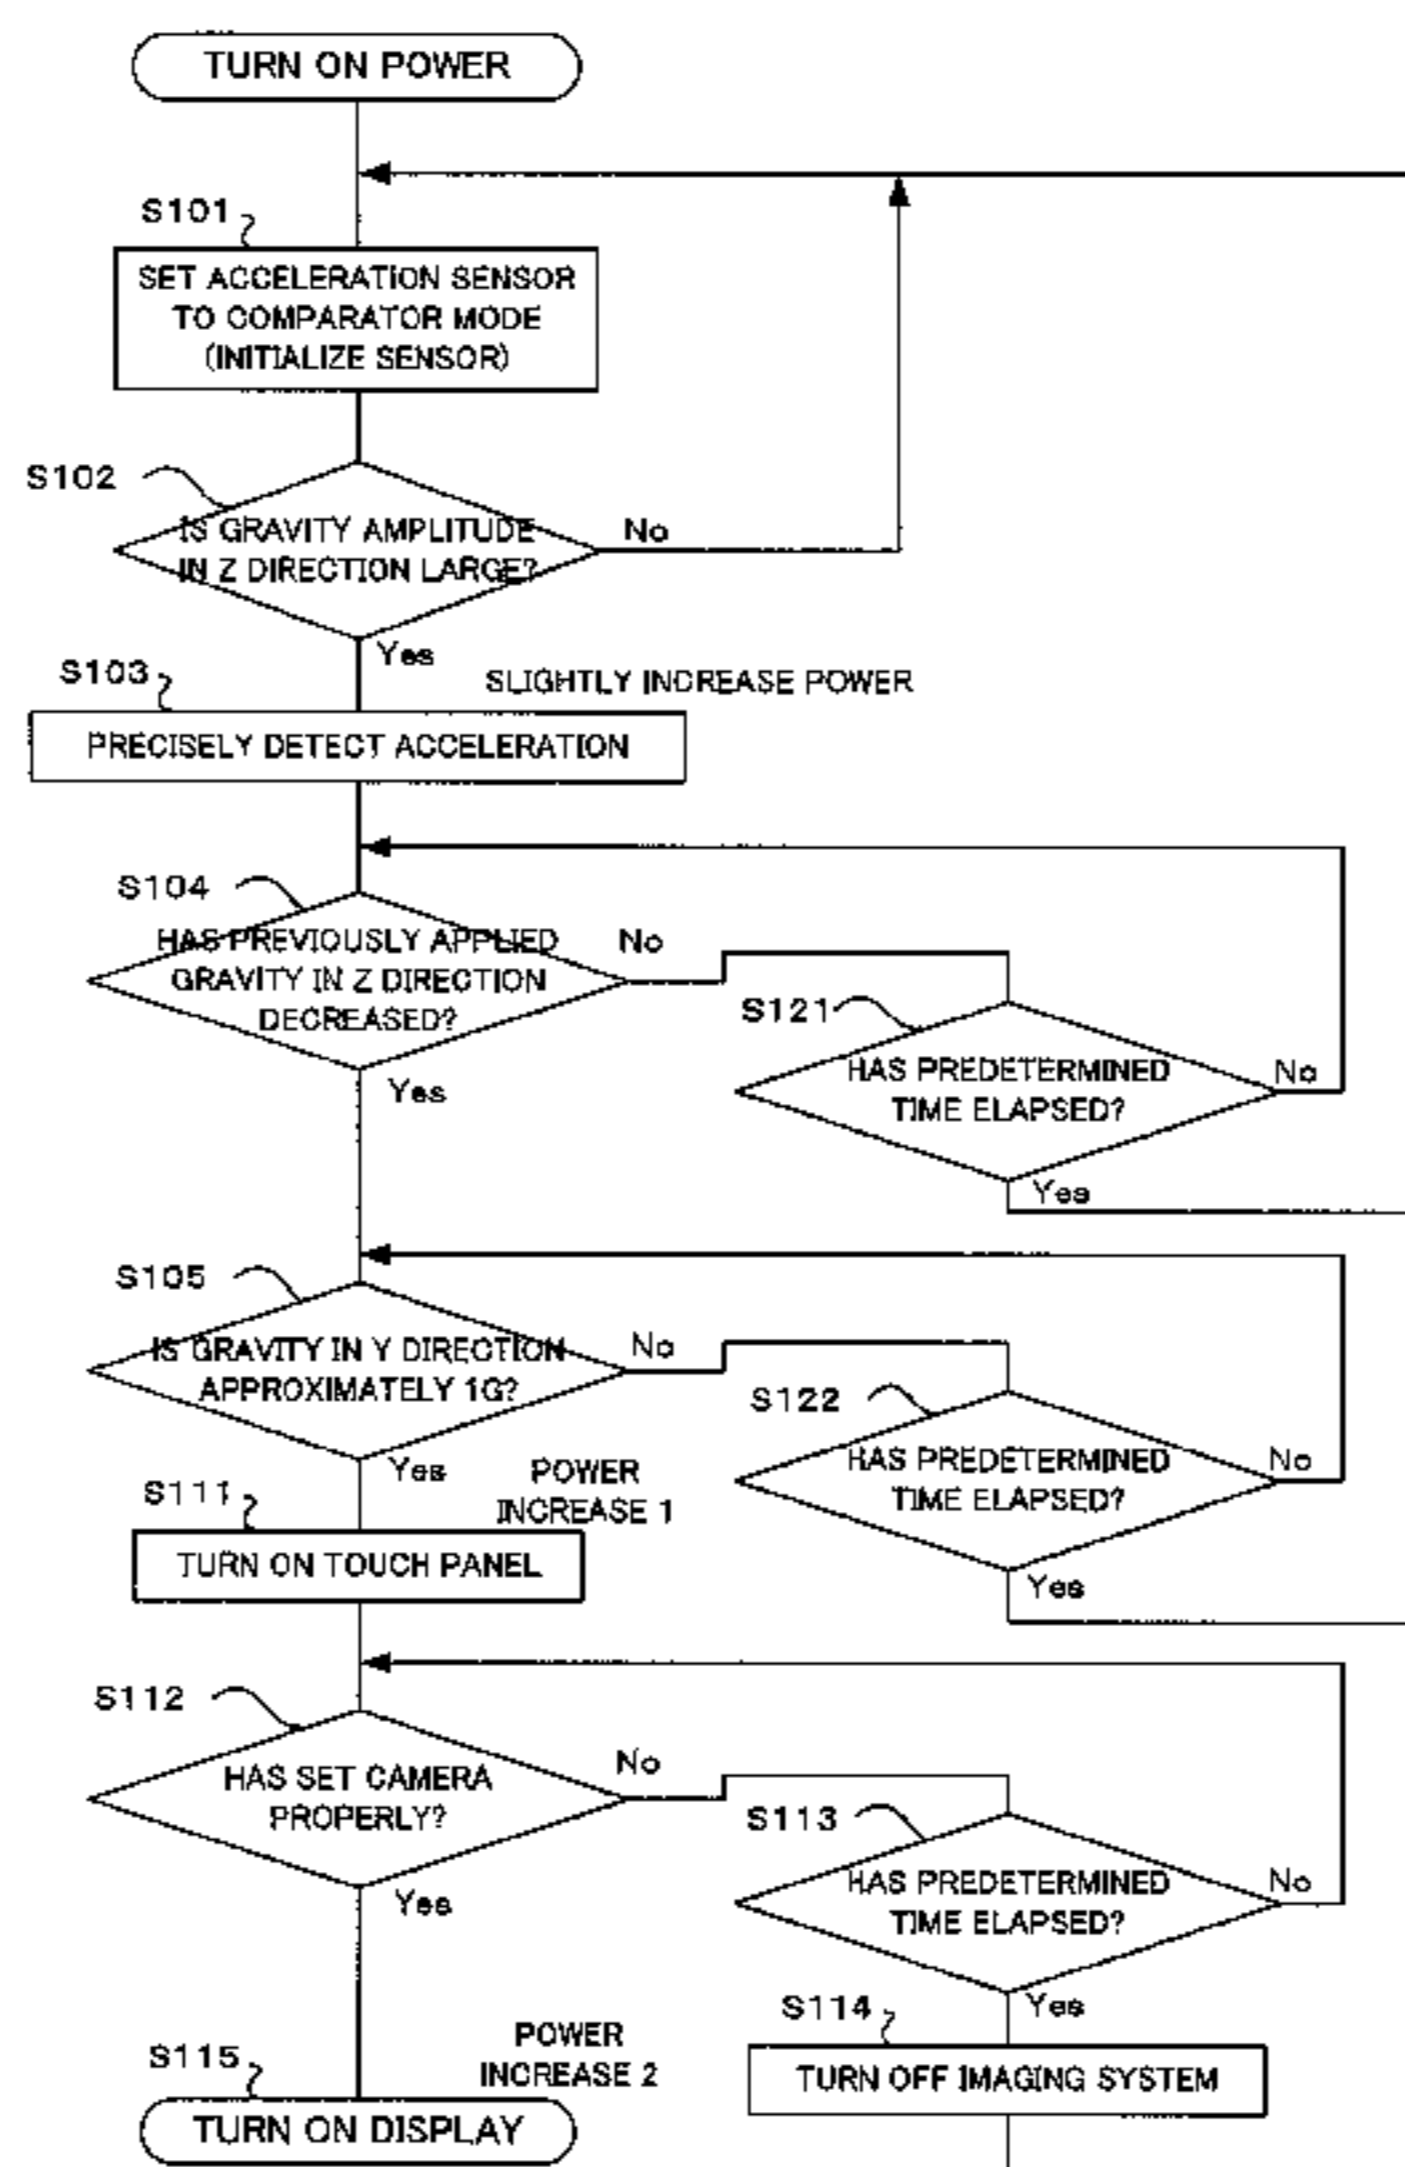 TURN ON POWER
S101
SET ACCELERATION SENSOR
TO COMPARATOR MODE
(INITIALIZE SENSOR)
S102
IS GRAVITY AMPLITUDE
IN Z DIRECTION LARGE?
No
Yes
S103
SLIGHTLY INCREASE POWER
PRECISELY DETECT ACCELERATION
S104
HAS PREVIOUSLY APPLIED
GRAVITY IN Z DIRECTION
DECREASED?
No
Yes
S121
HAS PREDETERMINED
TIME ELAPSED?
No
Yes
S105
IS GRAVITY IN Y DIRECTION
APPROXIMATELY 1G?
No
Yes
S122
HAS PREDETERMINED
TIME ELAPSED?
No
Yes
S111
POWER
INCREASE 1
TURN ON TOUCH PANEL
S112
HAS SET CAMERA
PROPERLY?
No
Yes
S113
HAS PREDETERMINED
TIME ELAPSED?
No
Yes
S114
TURN OFF IMAGING SYSTEM
S115
POWER
INCREASE 2
TURN ON DISPLAY